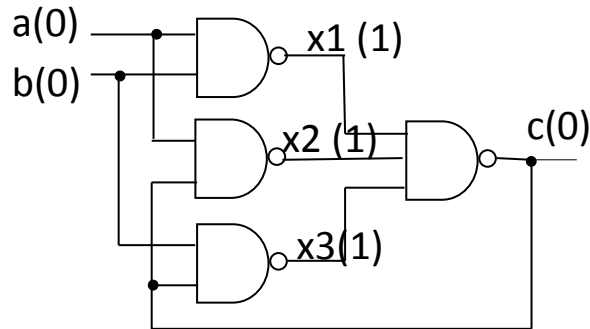 a(0)
x1 (1)
b(0)
c(0)
x2 (1)
x3(1)